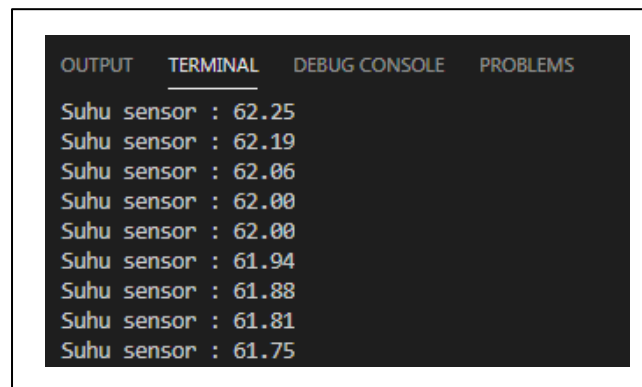 OUTPUT TERMINAL DEBUG CONSOLE PROBLEMS
Suhu sensor : 62.25
Suhu sensor : 62.19
Suhu sensor : 62.06
Suhu sensor : 62.00
Suhu sensor : 62.00
Suhu sensor : 61.94
Suhu sensor : 61.88
Suhu sensor : 61.81
Suhu sensor : 61.75